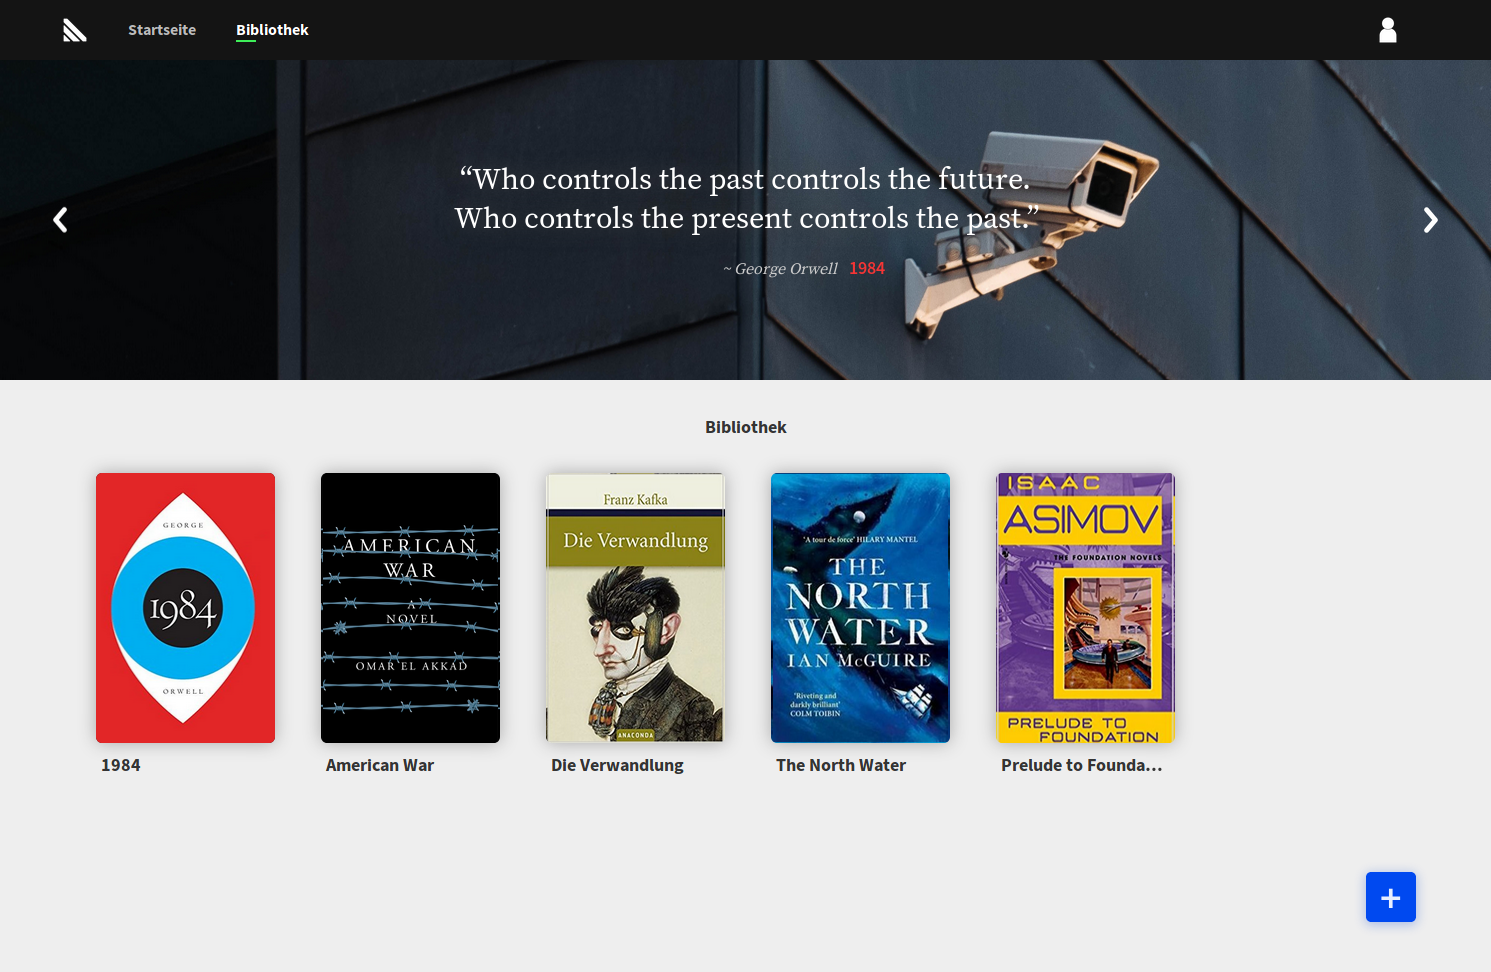 Startseite
Bibliothek
“Who controls the past controls the future.
Who controls the present controls the past.”
~ George Orwell 1984
Bibliothek
GEORGE
1984
ORWELL
AMERICAN
WAR
A
NOVEL
OMAR EL AKKAD
Franz Kafka
Die Verwandlung
ANACONDA
‘A tour de force’ HILARY MANTEL
THE
NORTH
WATER
IAN McGUIRE
‘Riveting and
darkly brilliant’
COLM TOIBIN
ISAAC
ASIMOV
THE FOUNDATION NOVELS
PRELUDE TO
FOUNDATION
1984
American War
Die Verwandlung
The North Water
Prelude to Founda...